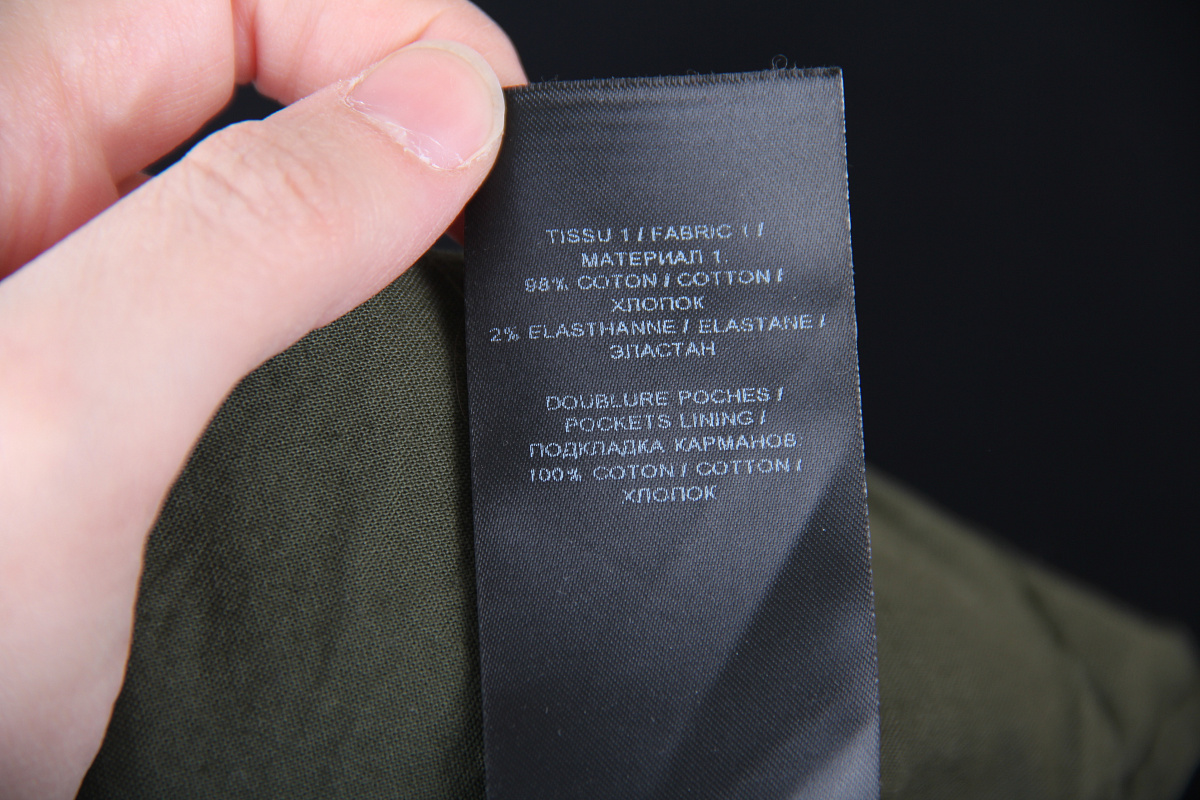 TISSU 1 / FABRIC 1 /
МАТЕРИАЛ 1
98% COTON / COTTON /
ХЛОПОК
2% ELASTHANNE / ELASTANE /
ЭЛАСТАН
DOUBLURE POCHES /
POCKETS LINING /
ПОДКЛАДКА КАРМАНОВ
100% COTON / COTTON /
ХЛОПОК